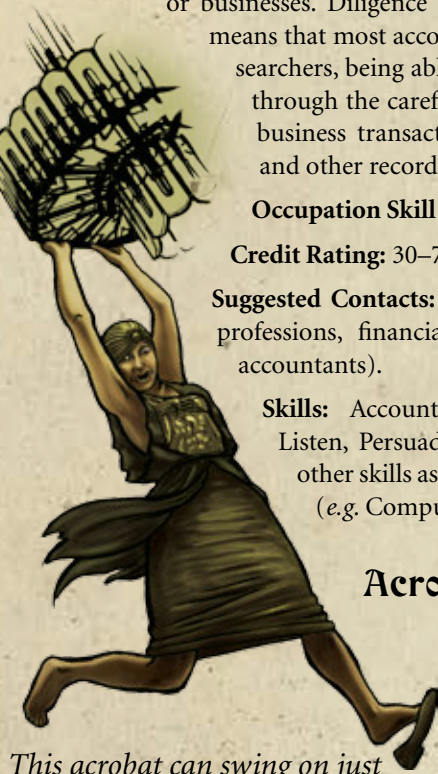 or businesses. Diligence
means that most acco
searchers, being abl
through the caref
business transact
and other record
Occupation Skill
Credit Rating: 30–7
Suggested Contacts:
professions, financia
accountants).
Skills: Account
Listen, Persuad
other skills as
(e.g. Compu
Acro
This acrobat can swing on just